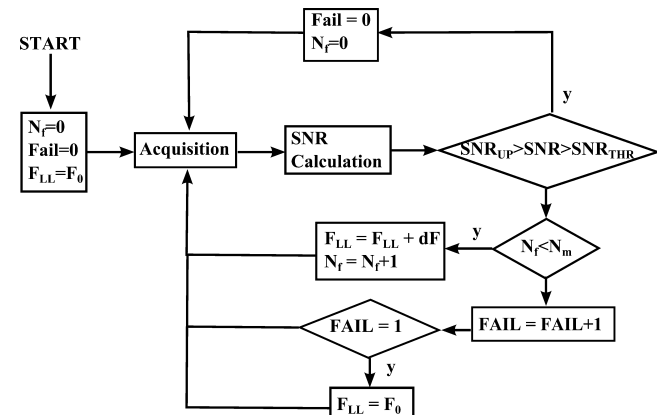 START
N_f=0
Fail=0
F_LL=F_0
Fail = 0
N_f=0
Acquisition
SNR
Calculation
y
SNR_UP>SNR>SNR_THR
N_f<N_m
y
F_LL = F_LL + dF
N_f = N_f+1
FAIL = FAIL+1
FAIL = 1
y
F_LL = F_0